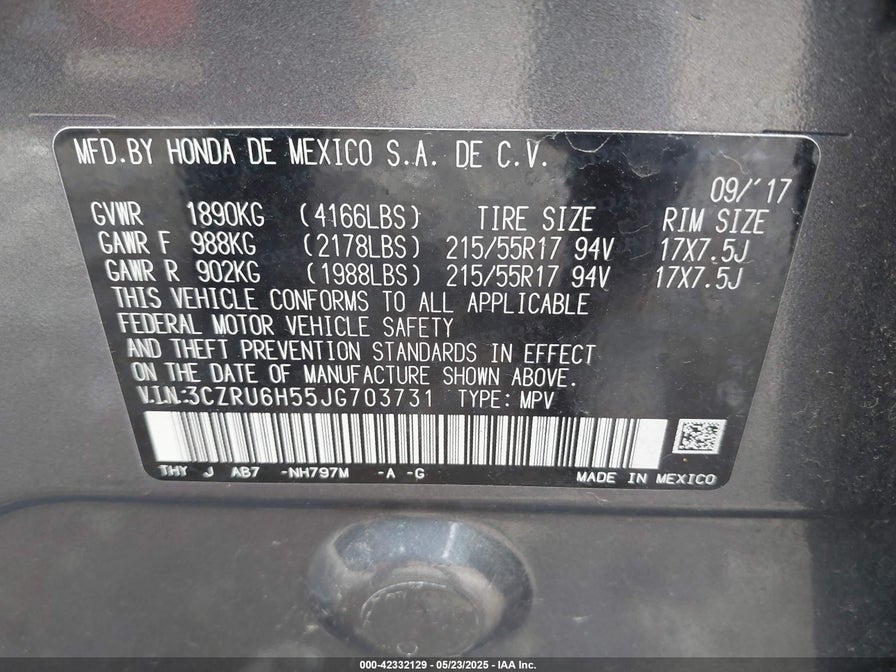 MFD.BY HONDA DE MEXICO S.A. DE C.V.
09/'17
GVWR 1890KG (4166LBS) TIRE SIZE RIM SIZE
GAWR F 988KG (2178LBS) 215/55R17 94V 17X7.5J
GAWR R 902KG (1988LBS) 215/55R17 94V 17X7.5J
THIS VEHICLE CONFORMS TO ALL APPLICABLE
FEDERAL MOTOR VEHICLE SAFETY
AND THEFT PREVENTION STANDARDS IN EFFECT
ON THE DATE OF MANUFACTURE SHOWN ABOVE.
V.I.N.:3CZRU6H55JG703731 TYPE: MPV
THY J AB7 -NH797M -A -G MADE IN MEXICO
000-42332129 - 05/23/2025 - IAA Inc.